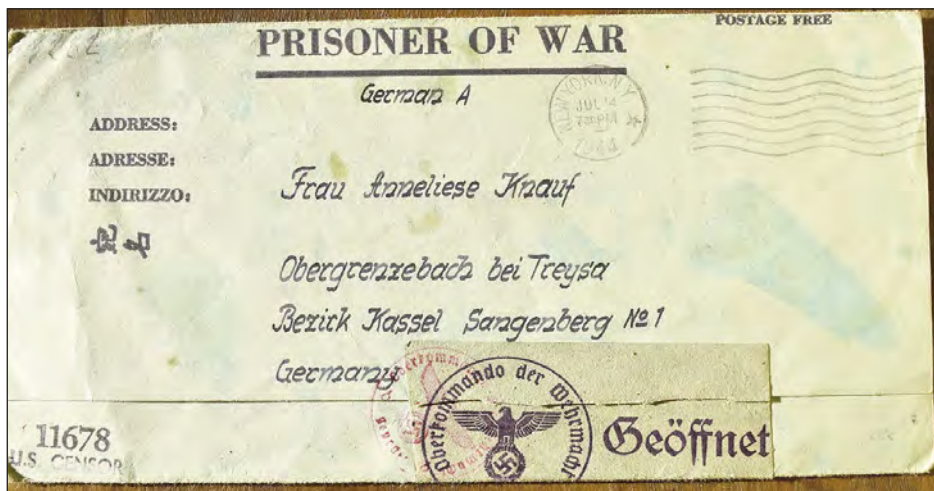 POSTAGE FREE
PRISONER OF WAR
German A
NEW YORK, N.Y.
JUL 14
1944
ADDRESS:
ADRESSE:
INDIRIZZO:
Frau Anneliese Knauf
Obergrenzebach bei Treysa
Bezirk Kassel Sangenberg № 1
Germany
Oberkommando der Wehrmacht
Geöffnet
11678
U.S. CENSOR